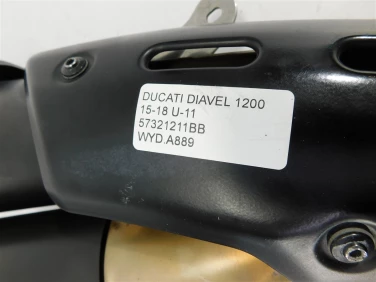 DUCATI DIAVEL 1200
15-18 U-11
57321211BB
WYD.A889